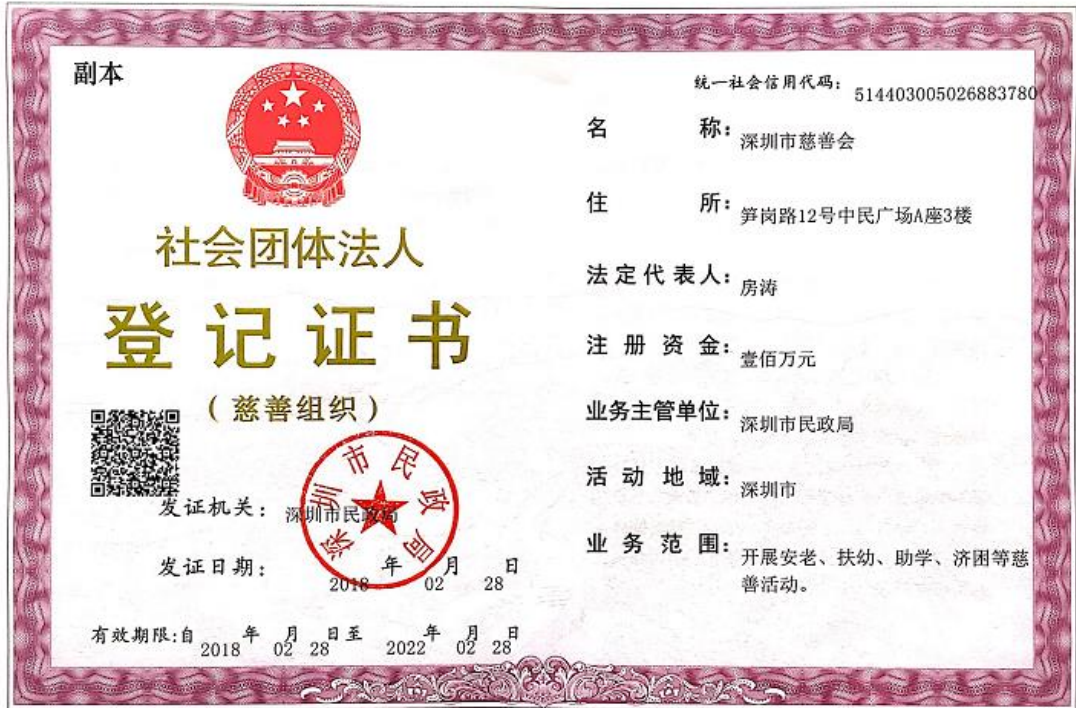 副本
社会团体法人
登记证书
（慈善组织）
发证机关： 深圳市民政局
发证日期： 2018 年 02 月 28 日
有效期限：自 2018 年 02 月 28 日至 2022 年 02 月 28 日
深圳市民政局
统一社会信用代码： 514403005026883780
名 称： 深圳市慈善会
住 所： 笋岗路12号中民广场A座3楼
法定代表人： 房涛
注册资金： 壹佰万元
业务主管单位： 深圳市民政局
活动地域： 深圳市
业务范围： 开展安老、扶幼、助学、济困等慈
善活动。